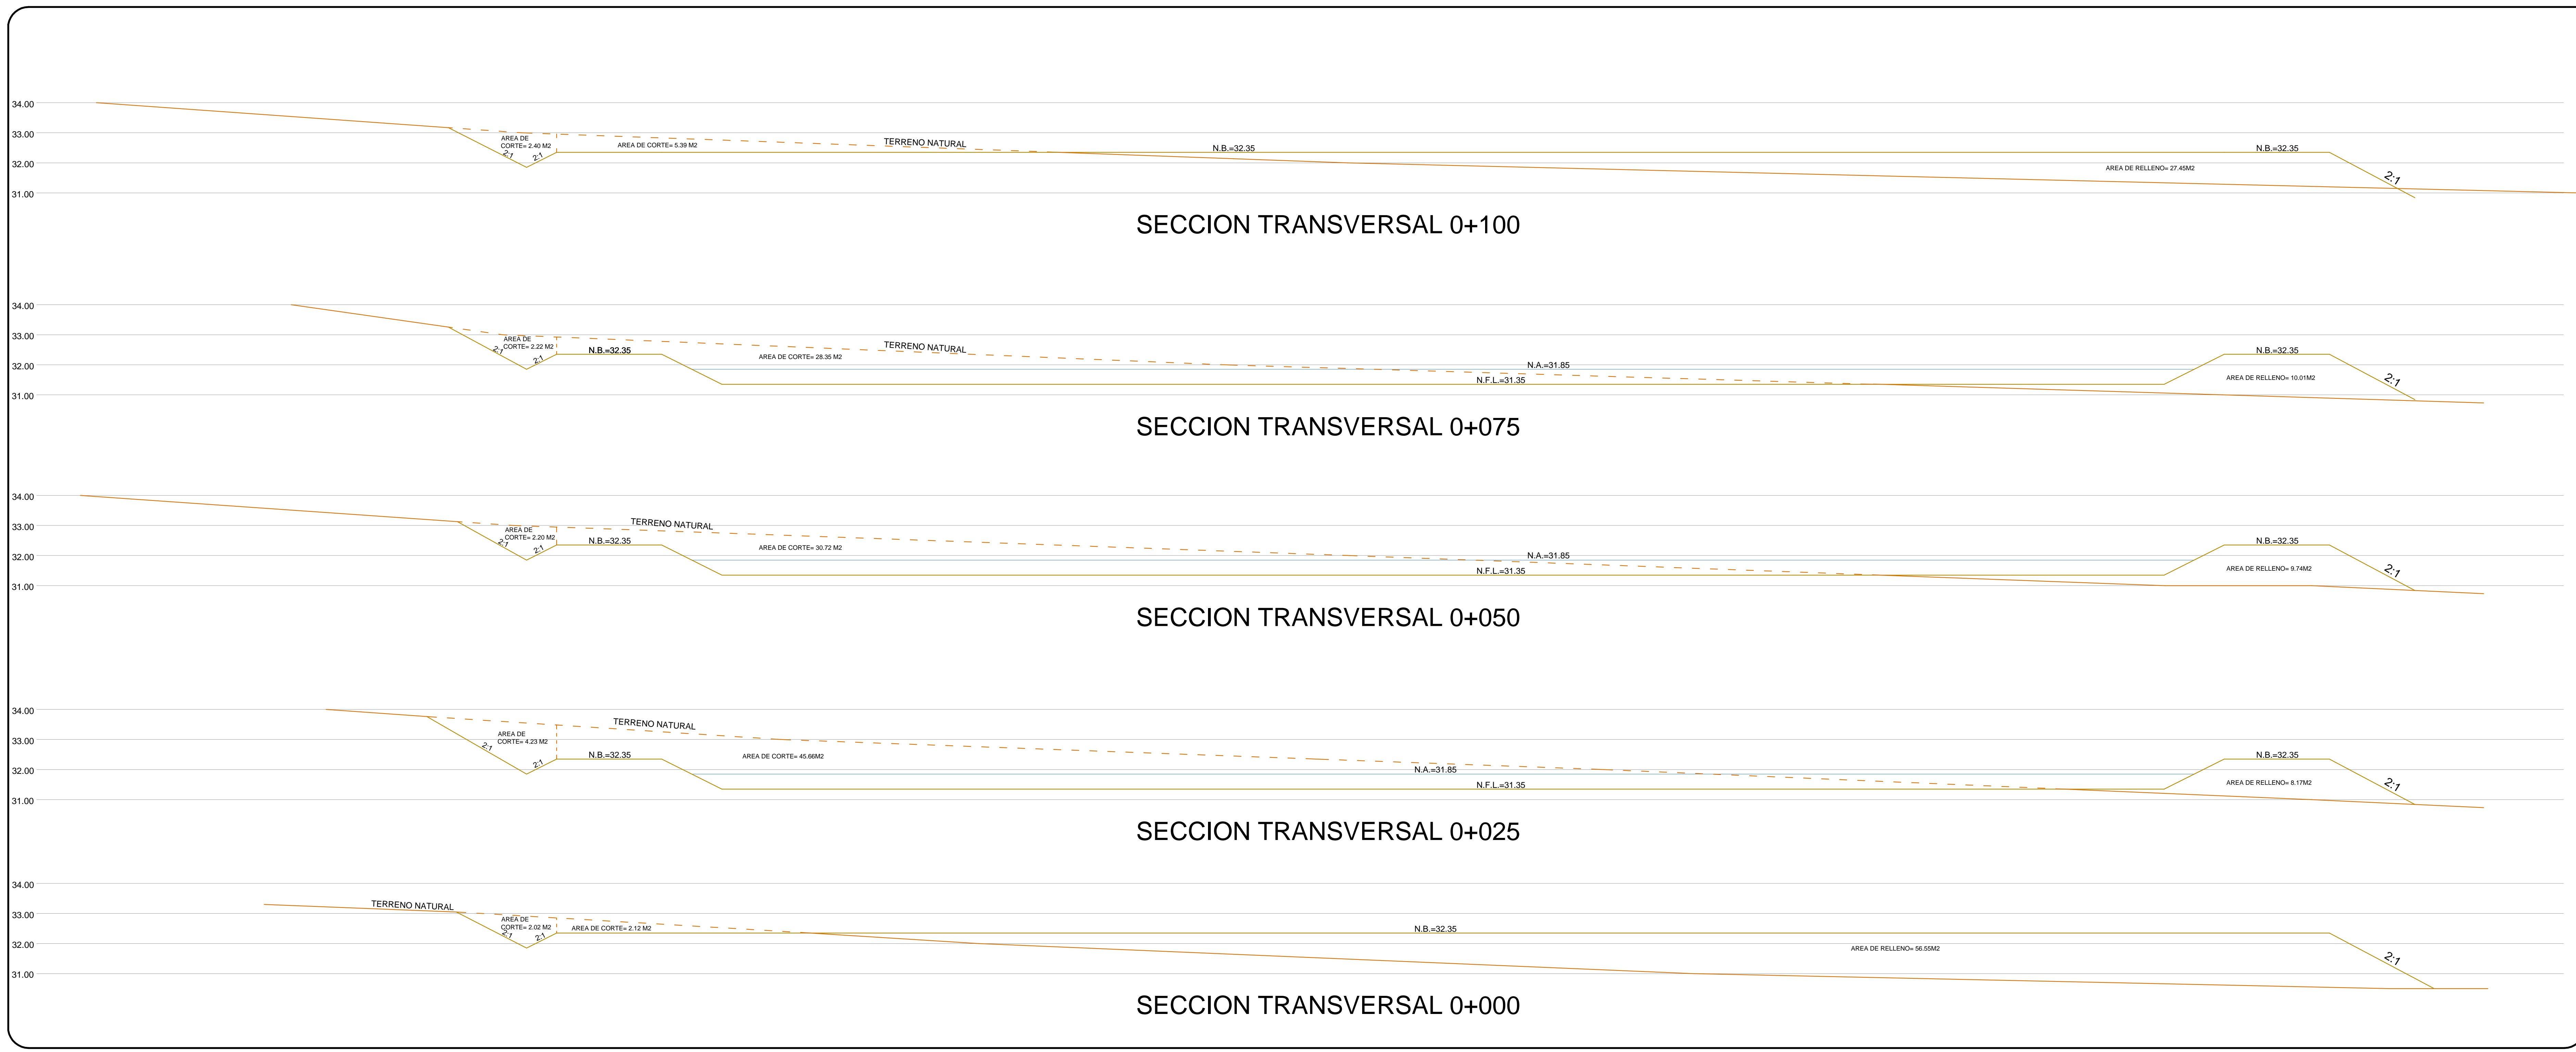 34.00
33.00
32.00
31.00
AREA DE
CORTE= 2.40 M2
2:1
2:1
AREA DE CORTE= 5.39 M2
TERRENO NATURAL
N.B.=32.35
N.B.=32.35
AREA DE RELLENO= 27.45M2
2:1
SECCION TRANSVERSAL 0+100
34.00
33.00
32.00
31.00
AREA DE
CORTE= 2.22 M2
2:1
2:1
N.B.=32.35
AREA DE CORTE= 28.35 M2
TERRENO NATURAL
N.A.=31.85
N.F.L.=31.35
N.B.=32.35
AREA DE RELLENO= 10.01M2
2:1
SECCION TRANSVERSAL 0+075
34.00
33.00
32.00
31.00
AREA DE
CORTE= 2.20 M2
2:1
2:1
N.B.=32.35
TERRENO NATURAL
AREA DE CORTE= 30.72 M2
N.A.=31.85
N.F.L.=31.35
N.B.=32.35
AREA DE RELLENO= 9.74M2
2:1
SECCION TRANSVERSAL 0+050
34.00
33.00
32.00
31.00
AREA DE
CORTE= 4.23 M2
2:1
2:1
N.B.=32.35
TERRENO NATURAL
AREA DE CORTE= 45.66M2
N.A.=31.85
N.F.L.=31.35
N.B.=32.35
AREA DE RELLENO= 8.17M2
2:1
SECCION TRANSVERSAL 0+025
34.00
33.00
32.00
31.00
TERRENO NATURAL
AREA DE
CORTE= 2.02 M2
2:1
2:1
AREA DE CORTE= 2.12 M2
N.B.=32.35
AREA DE RELLENO= 56.55M2
2:1
SECCION TRANSVERSAL 0+000